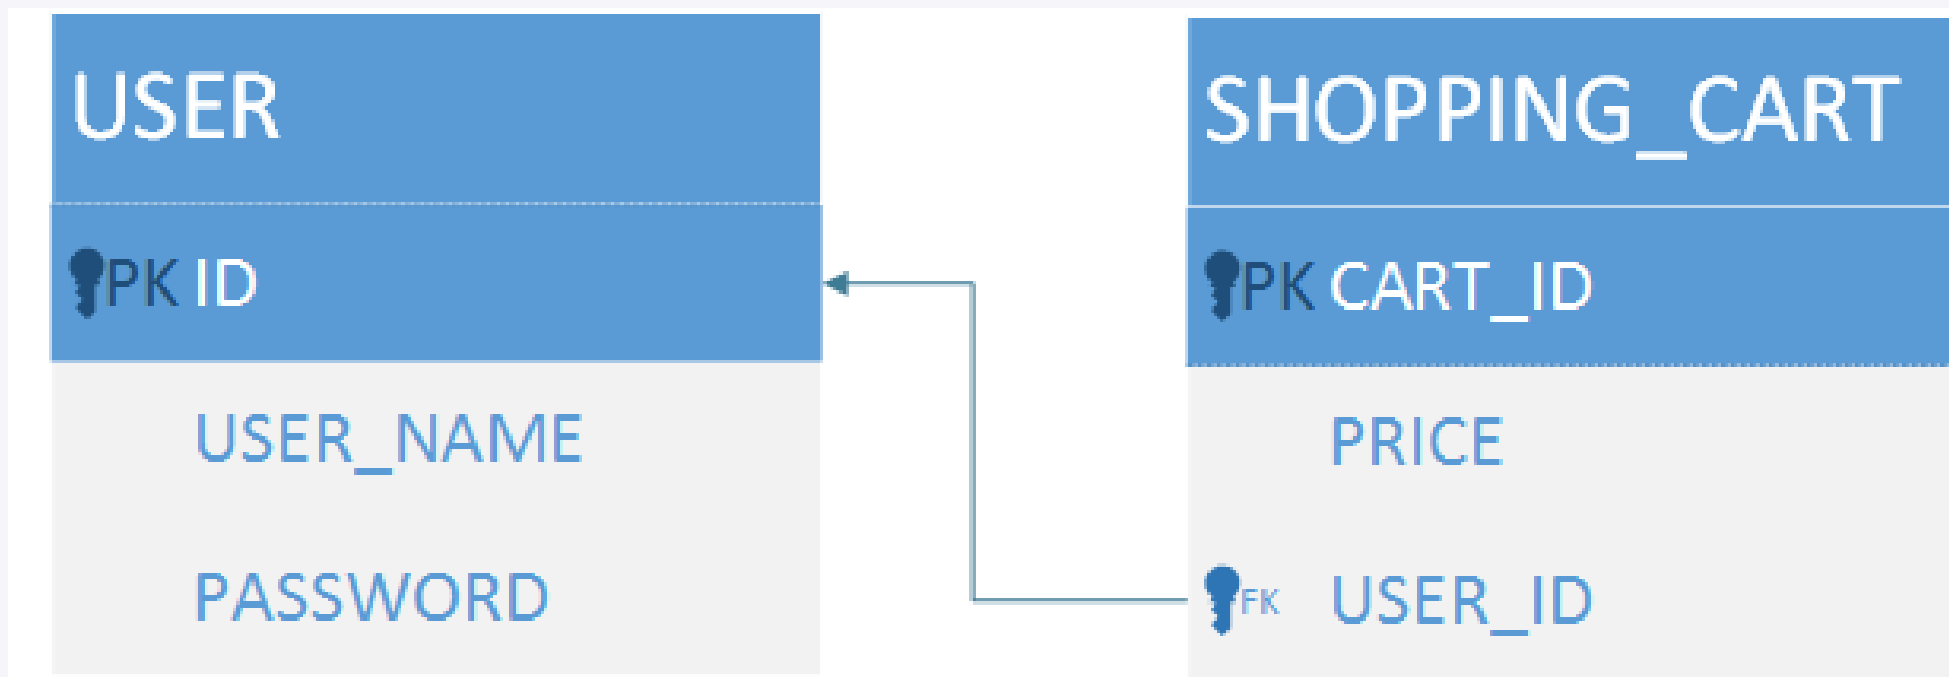 USER
PK ID
USER_NAME
PASSWORD
SHOPPING_CART
PK CART_ID
PRICE
FK USER_ID